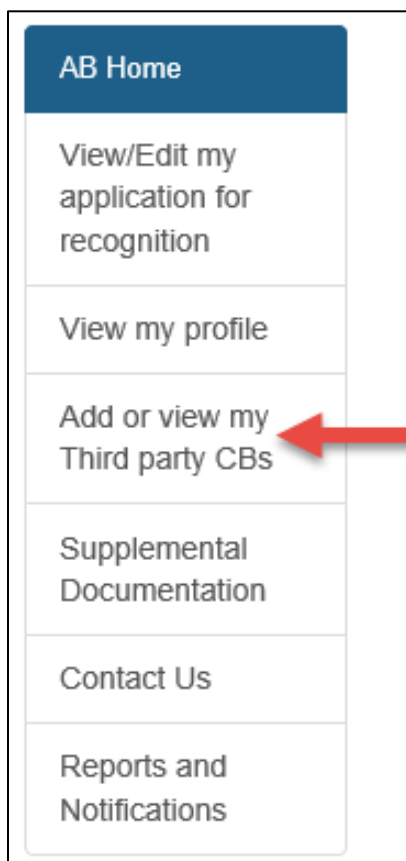 AB Home
View/Edit my
application for
recognition
View my profile
Add or view my
Third party CBs
Supplemental
Documentation
Contact Us
Reports and
Notifications